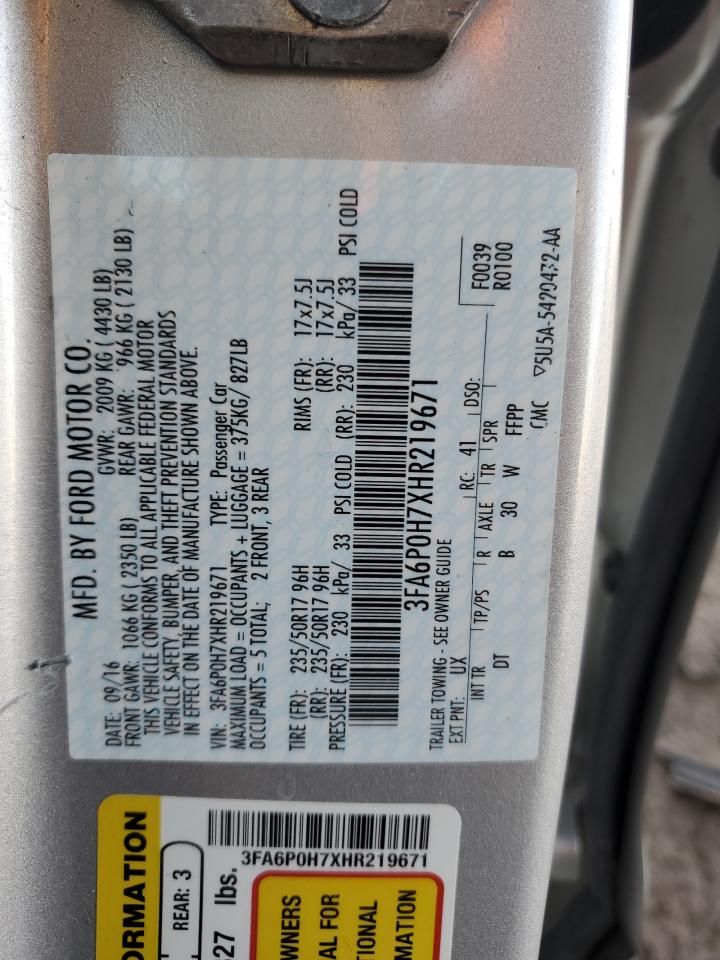 MFD. BY FORD MOTOR CO.
DATE: 09/16 GVWR: 2009 KG ( 4430 LB)
FRONT GAWR: 1066 KG ( 2350 LB) REAR GAWR: 966 KG ( 2130 LB)
THIS VEHICLE CONFORMS TO ALL APPLICABLE FEDERAL MOTOR
VEHICLE SAFETY, BUMPER, AND THEFT PREVENTION STANDARDS
IN EFFECT ON THE DATE OF MANUFACTURE SHOWN ABOVE.
VIN: 3FA6P0H7XHR219671 TYPE: Passenger Car
MAXIMUM LOAD = OCCUPANTS + LUGGAGE = 375KG/ 827LB
OCCUPANTS = 5 TOTAL; 2 FRONT, 3 REAR
TIRE (FR): 235/50R17 96H RIMS (FR): 17x7.5J
(RR): 235/50R17 96H (RR): 17x7.5J
PRESSURE (FR): 230 kPa/ 33 PSI COLD (RR): 230 kPa/ 33 PSI COLD
3FA6P0H7XHR219671
TRAILER TOWING - SEE OWNER GUIDE
EXT PNT: UX RC: 41 DSO: F0039
INT TR TP/PS R AXLE TR SPR R0100
DT B 30 W FFPP
CMC ▽5U5A-5420472-AA
ORMATION
REAR: 3
27 lbs.
3FA6P0H7XHR219671
WNERS
AL FOR
TIONAL
MATION